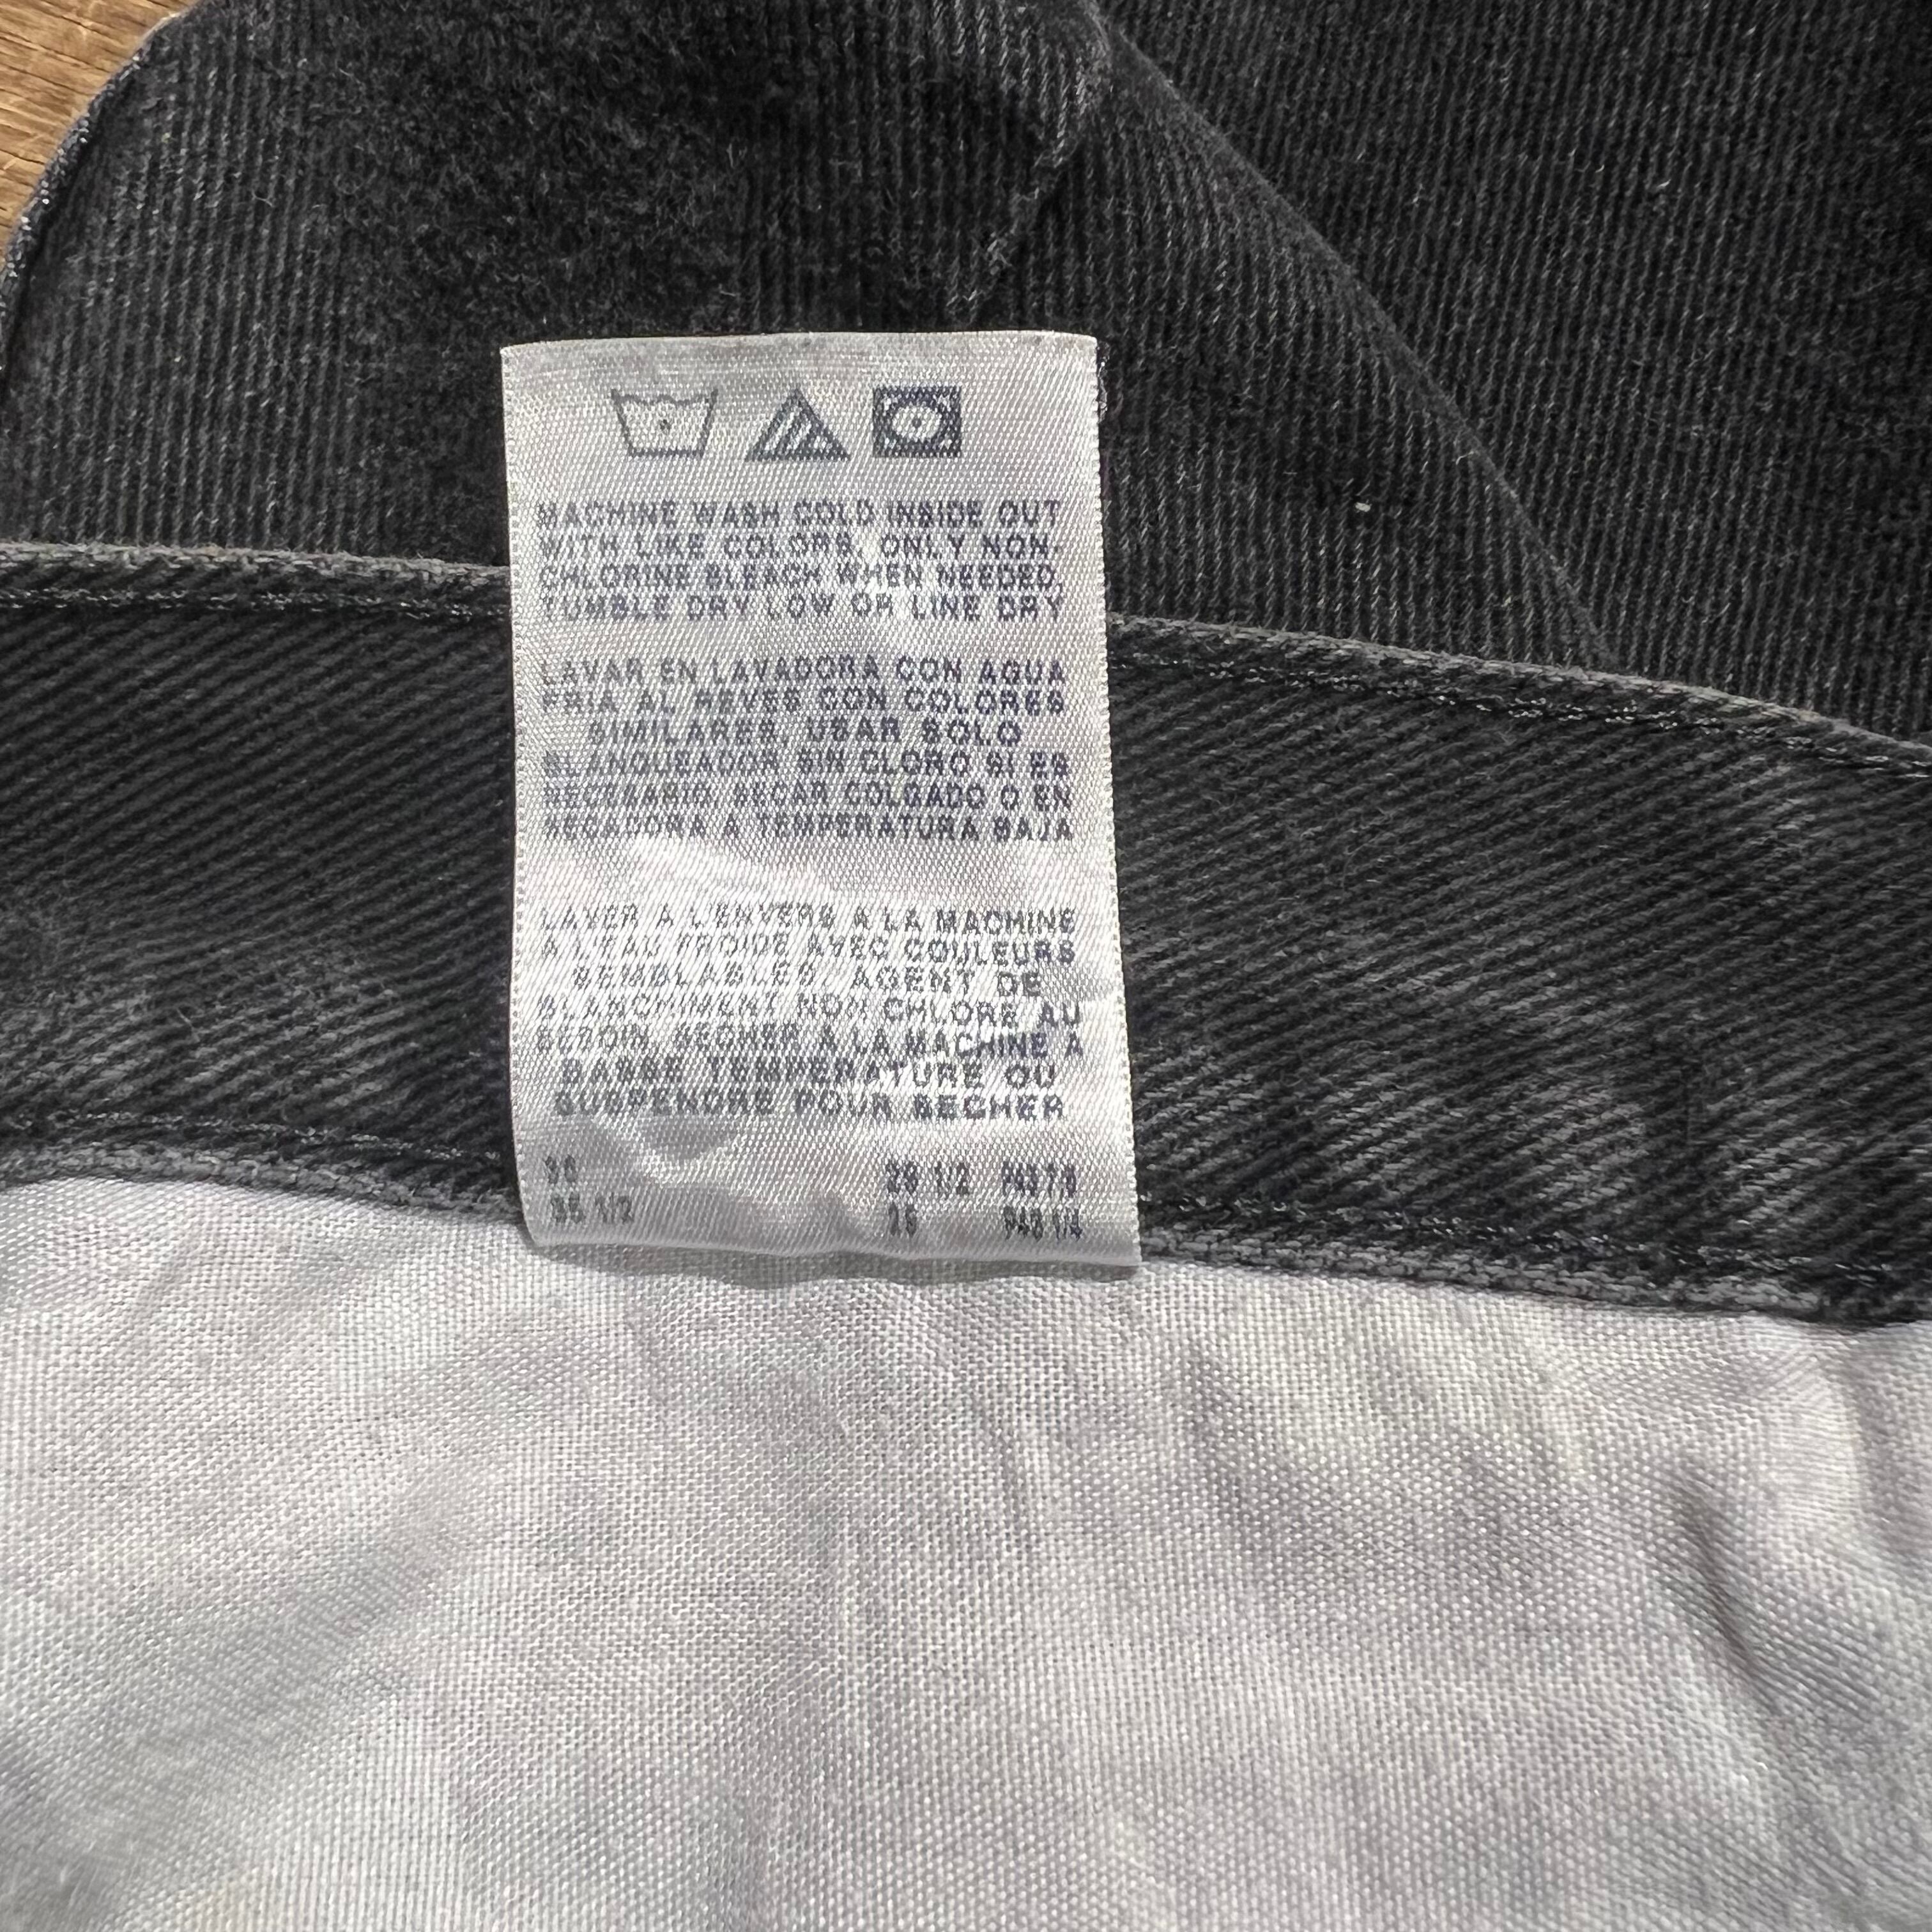 MACHINE WASH COLD INSIDE OUT
WITH LIKE COLORS, ONLY NON-
CHLORINE BLEACH WHEN NEEDED,
TUMBLE DRY LOW OR LINE DRY
LAVAR EN LAVADORA CON AGUA
FRIA AL REVES CON COLORES
SIMILARES, USAR SOLO
BLANQUEADOR SIN CLORO SI ES
NECESARIO, SECAR COLGADO O EN
SECADORA A TEMPERATURA BAJA
LAVER A L'ENVERS A LA MACHINE
A L'EAU FROIDE AVEC COULEURS
SEMBLABLES, AGENT DE
BLANCHIMENT NON CHLORE AU
BESOIN, SECHER A LA MACHINE A
BASSE TEMPERATURE OU
SUSPENDRE POUR SECHER
1/2